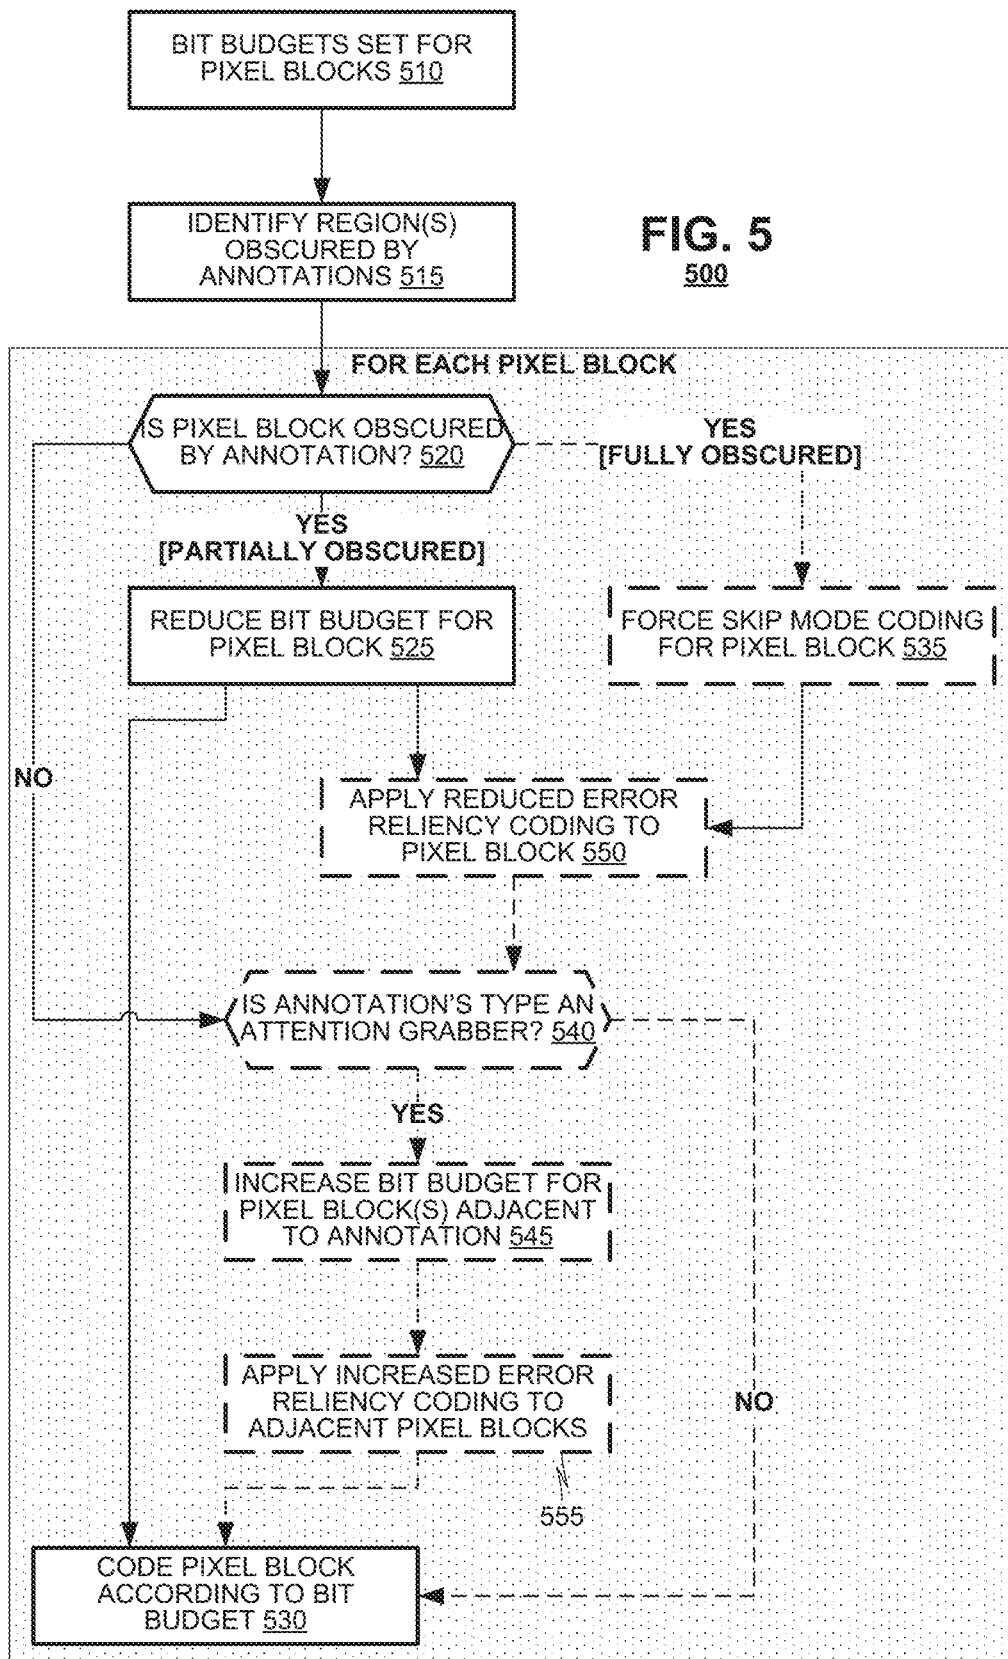 BIT BUDGETS SET FOR
PIXEL BLOCKS 510
IDENTIFY REGION(S)
OBSCURED BY
ANNOTATIONS 515
FIG. 5
500
FOR EACH PIXEL BLOCK
IS PIXEL BLOCK OBSCURED
BY ANNOTATION? 520
YES
[FULLY OBSCURED]
YES
[PARTIALLY OBSCURED]
REDUCE BIT BUDGET FOR
PIXEL BLOCK 525
FORCE SKIP MODE CODING
FOR PIXEL BLOCK 535
NO
APPLY REDUCED ERROR
RELIENCY CODING TO
PIXEL BLOCK 550
IS ANNOTATION'S TYPE AN
ATTENTION GRABBER? 540
YES
INCREASE BIT BUDGET FOR
PIXEL BLOCK(S) ADJACENT
TO ANNOTATION 545
APPLY INCREASED ERROR
RELIENCY CODING TO
ADJACENT PIXEL BLOCKS
NO
555
CODE PIXEL BLOCK
ACCORDING TO BIT
BUDGET 530